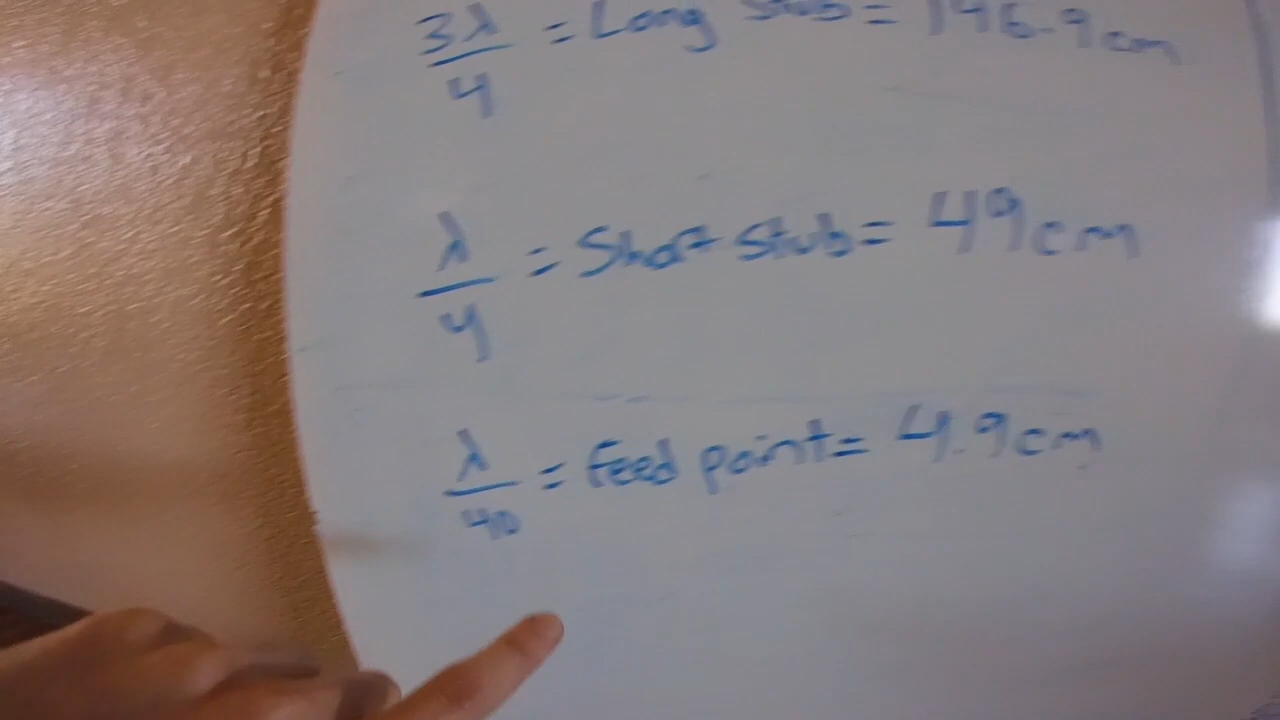 3λ/4 = Long Stub = 146.9cm
λ/4 = Short Stub = 49cm
λ/40 = feed point = 4.9cm